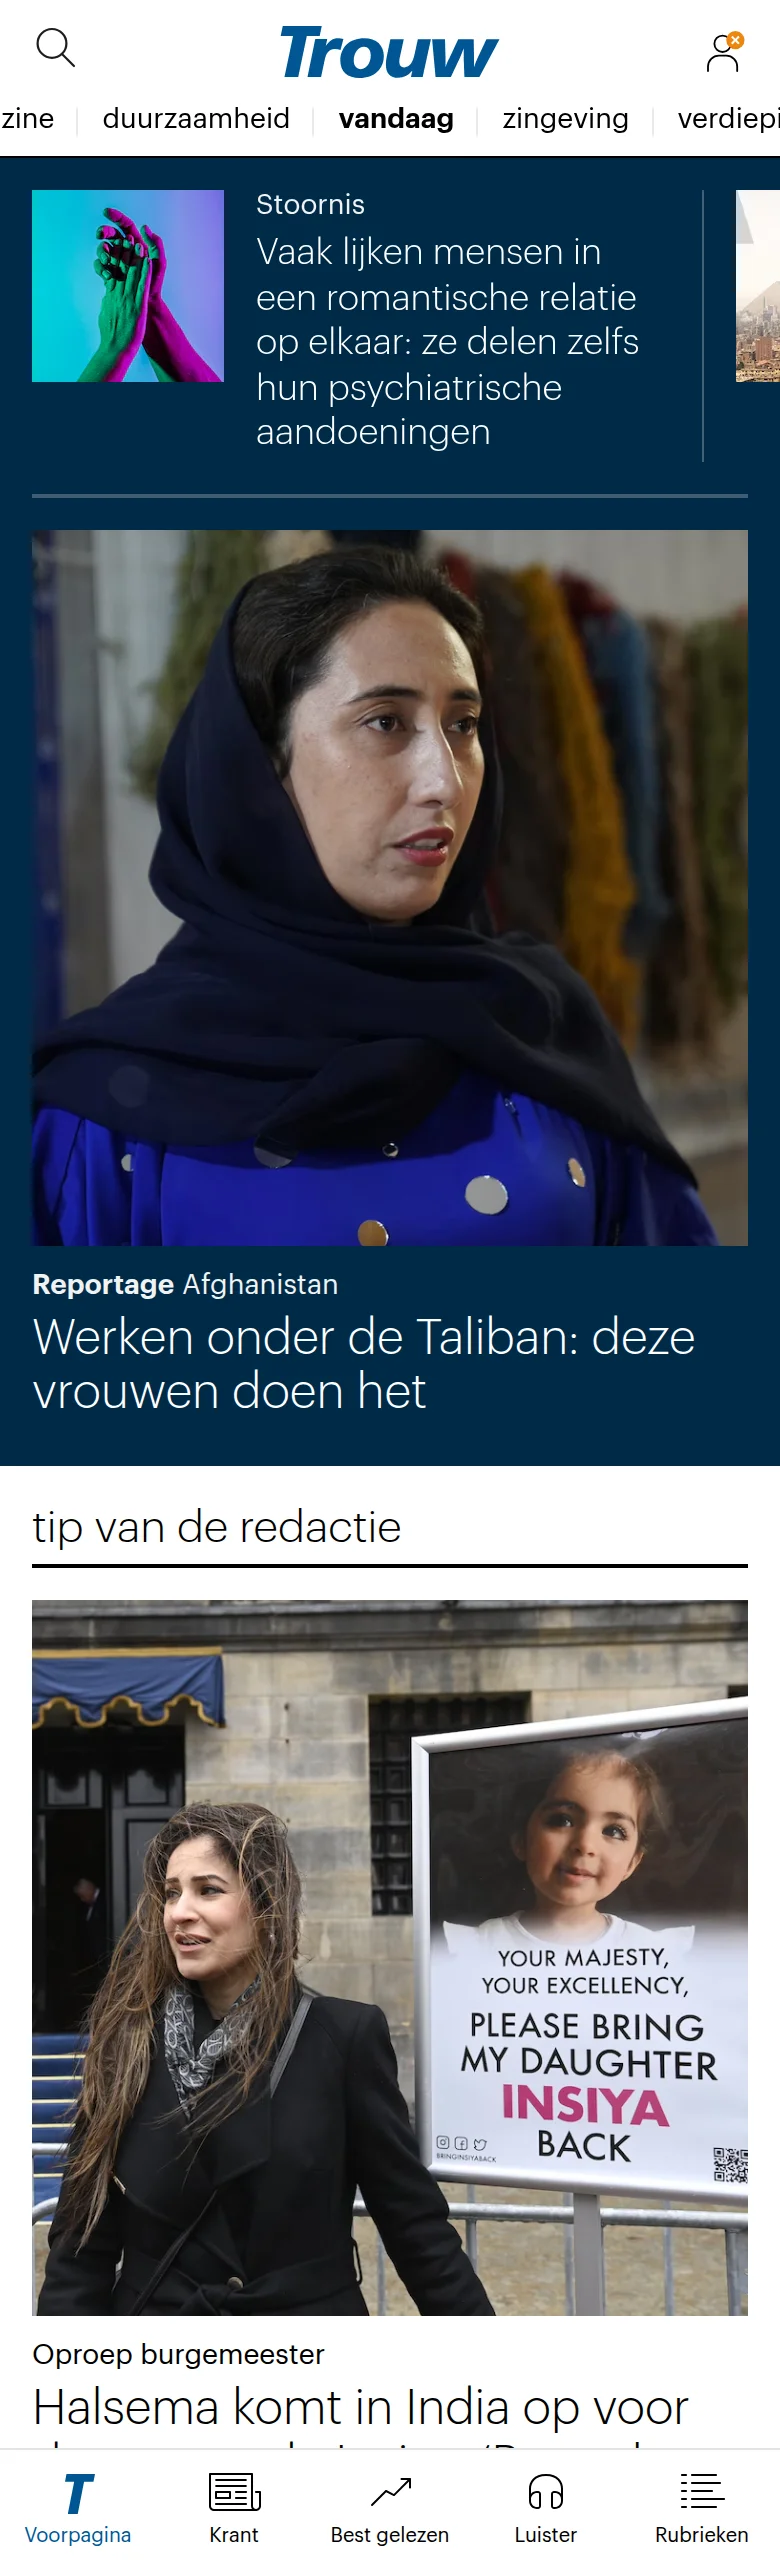 Trouw
zine
duurzaamheid
vandaag
zingeving
verdiepi
Stoornis
Vaak lijken mensen in
een romantische relatie
op elkaar: ze delen zelfs
hun psychiatrische
aandoeningen
Reportage Afghanistan
Werken onder de Taliban: deze
vrouwen doen het
tip van de redactie
YOUR MAJESTY,
YOUR EXCELLENCY,
PLEASE BRING
MY DAUGHTER
INSIYA
BACK
BRINGINSIYABACK
Oproep burgemeester
Halsema komt in India op voor
T
Voorpagina
Krant
Best gelezen
Luister
Rubrieken